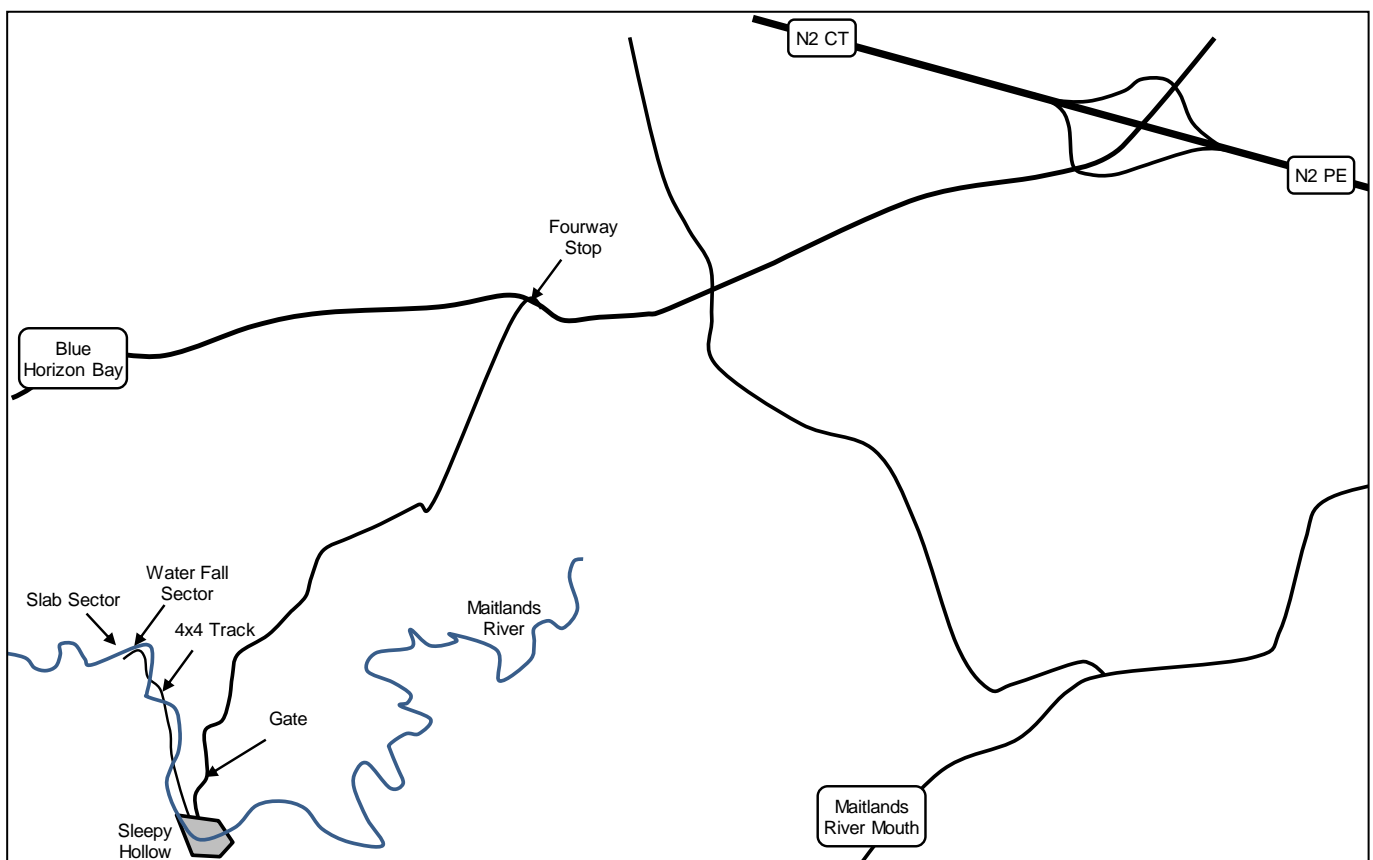 N2 CT
N2 PE
Fourway
Stop
Blue
Horizon Bay
Water Fall
Sector
Slab Sector
4x4 Track
Maitlands
River
Gate
Maitlands
River Mouth
Sleepy
Hollow